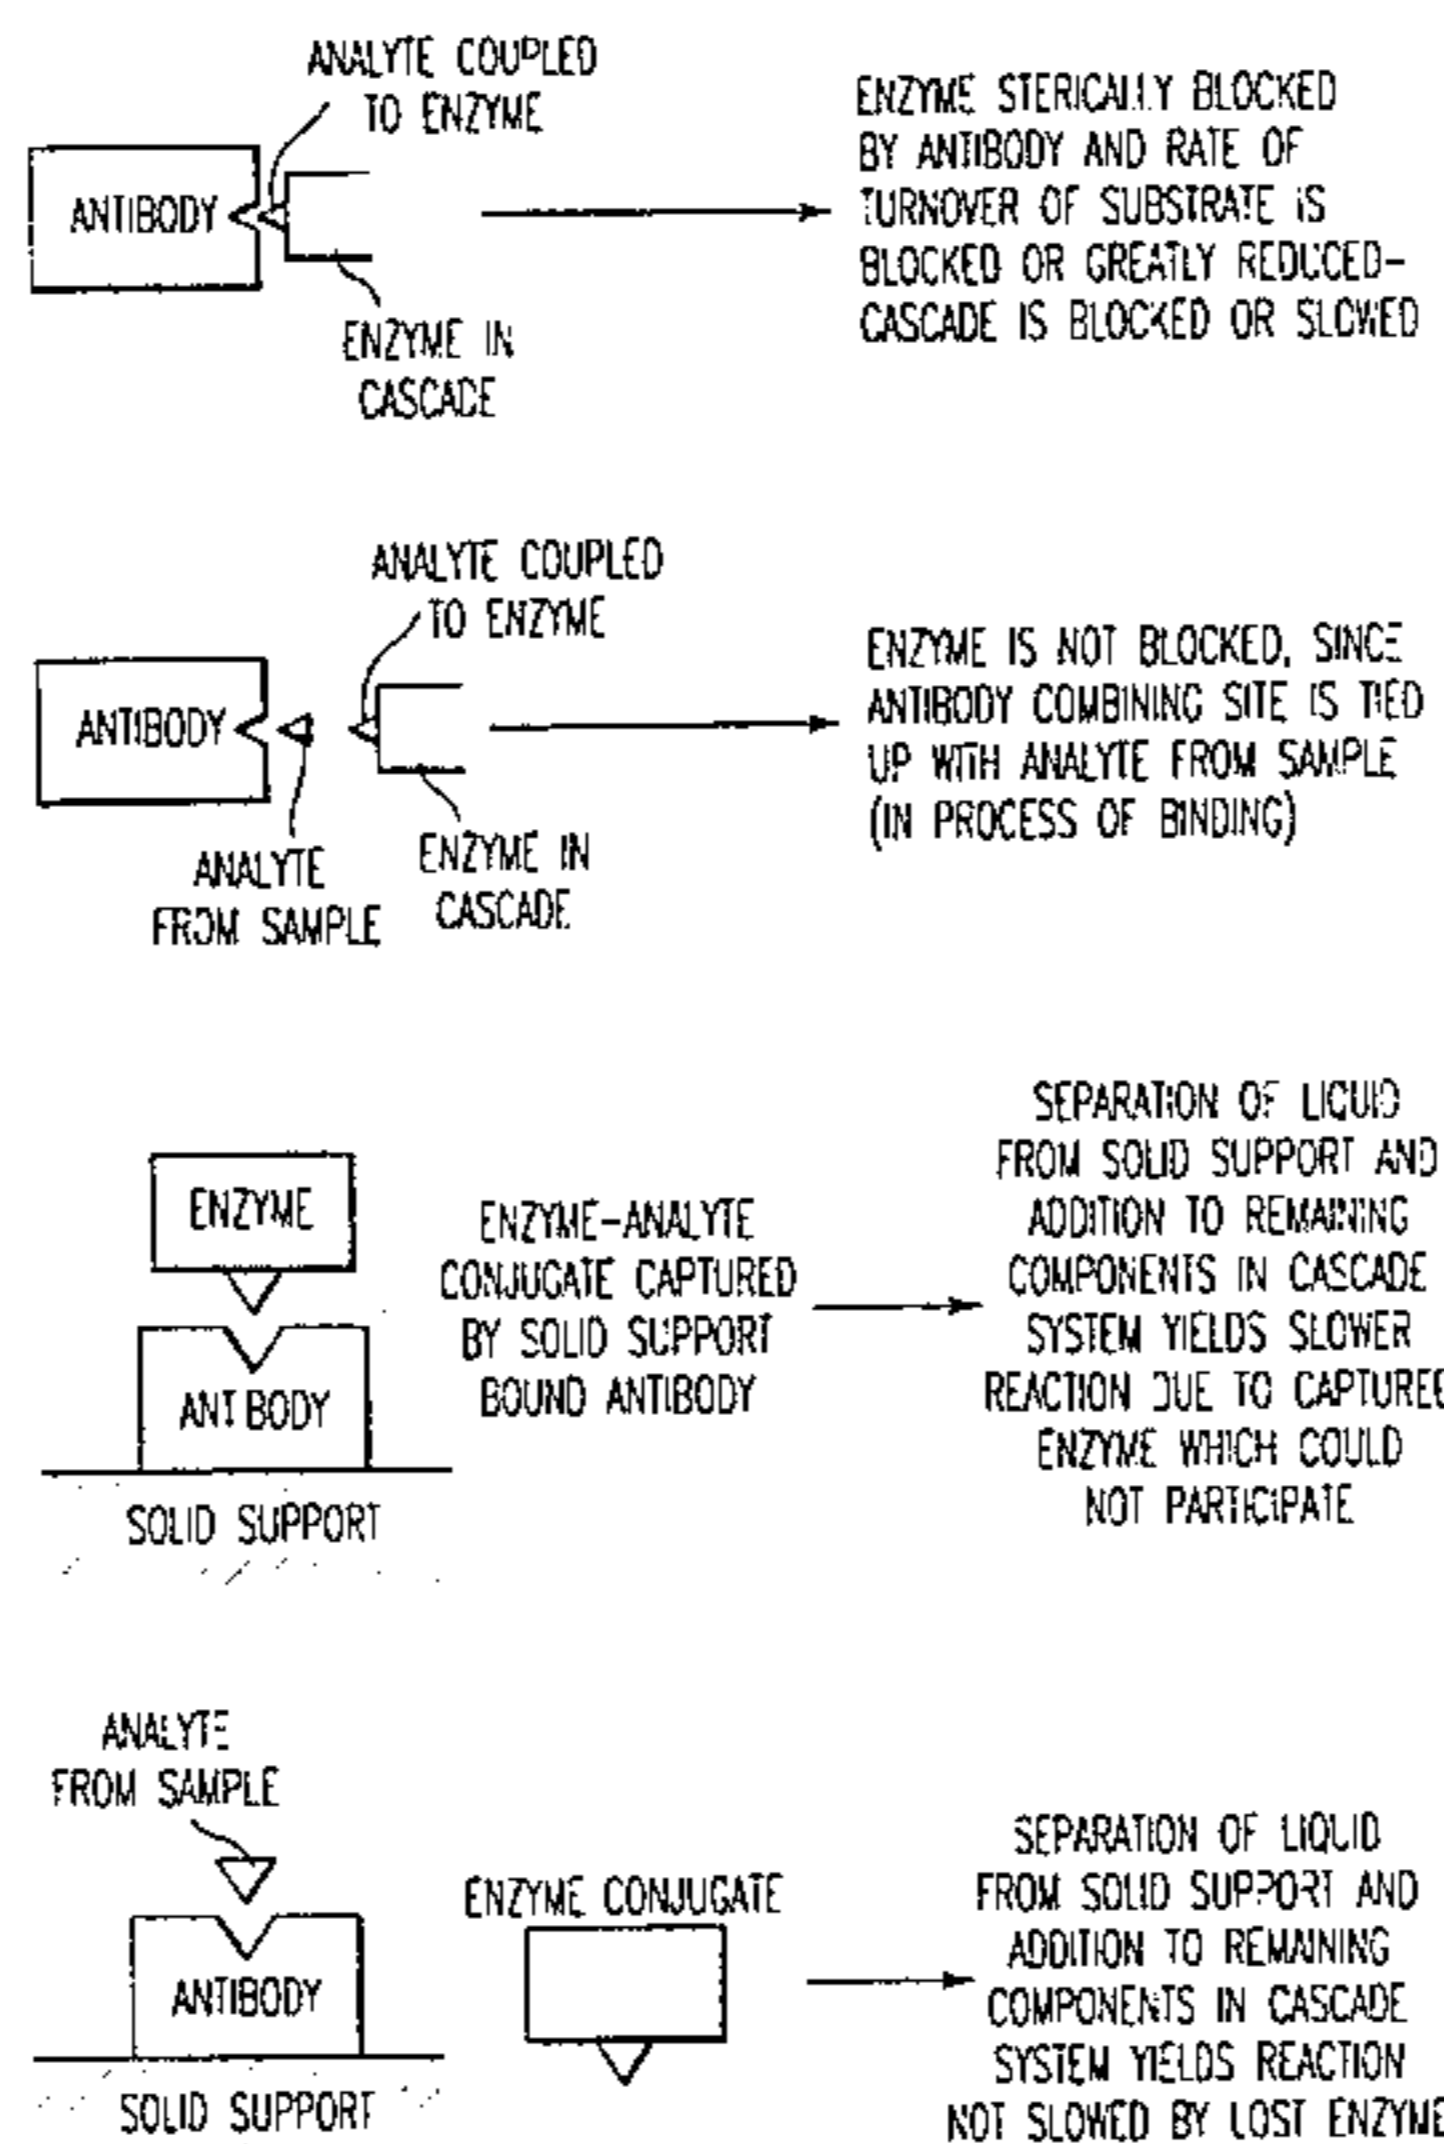 ANALYTE COUPLED
TO ENZYME
ANTIBODY
ENZYME IN
CASCADE
ENZYME STERICALLY BLOCKED
BY ANTIBODY AND RATE OF
TURNOVER OF SUBSTRATE IS
BLOCKED OR GREATLY REDUCED-
CASCADE IS BLOCKED OR SLOWED
ANALYTE COUPLED
TO ENZYME
ANTIBODY
ANALYTE
FROM SAMPLE
ENZYME IN
CASCADE
ENZYME IS NOT BLOCKED, SINCE
ANTIBODY COMBINING SITE IS TIED
UP WITH ANALYTE FROM SAMPLE
(IN PROCESS OF BINDING)
ENZYME
ANTIBODY
SOLID SUPPORT
ENZYME-ANALYTE
CONJUGATE CAPTURED
BY SOLID SUPPORT
BOUND ANTIBODY
SEPARATION OF LIQUID
FROM SOLID SUPPORT AND
ADDITION TO REMAINING
COMPONENTS IN CASCADE
SYSTEM YIELDS SLOWER
REACTION DUE TO CAPTURED
ENZYME WHICH COULD
NOT PARTICIPATE
ANALYTE
FROM SAMPLE
ANTIBODY
SOLID SUPPORT
ENZYME CONJUGATE
SEPARATION OF LIQUID
FROM SOLID SUPPORT AND
ADDITION TO REMAINING
COMPONENTS IN CASCADE
SYSTEM YIELDS REACTION
NOT SLOWED BY LOST ENZYME